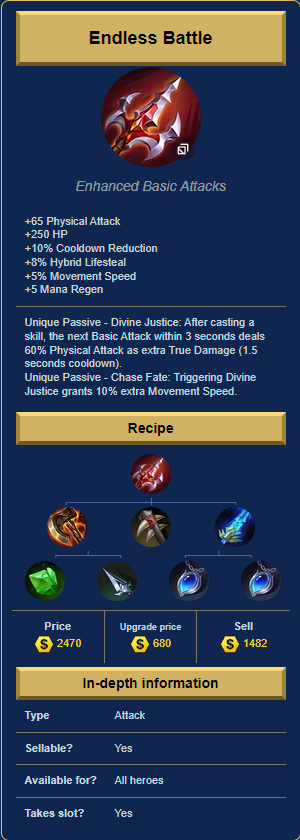 Endless Battle
Enhanced Basic Attacks
+65 Physical Attack
+250 HP
+10% Cooldown Reduction
+8% Hybrid Lifesteal
+5% Movement Speed
+5 Mana Regen
Unique Passive - Divine Justice: After casting a
skill, the next Basic Attack within 3 seconds deals
60% Physical Attack as extra True Damage (1.5
seconds cooldown).
Unique Passive - Chase Fate: Triggering Divine
Justice grants 10% extra Movement Speed.
Recipe
Price Upgrade price Sell
S 2470 S 680 S 1482
In-depth information
Type Attack
Sellable? Yes
Available for? All heroes
Takes slot? Yes